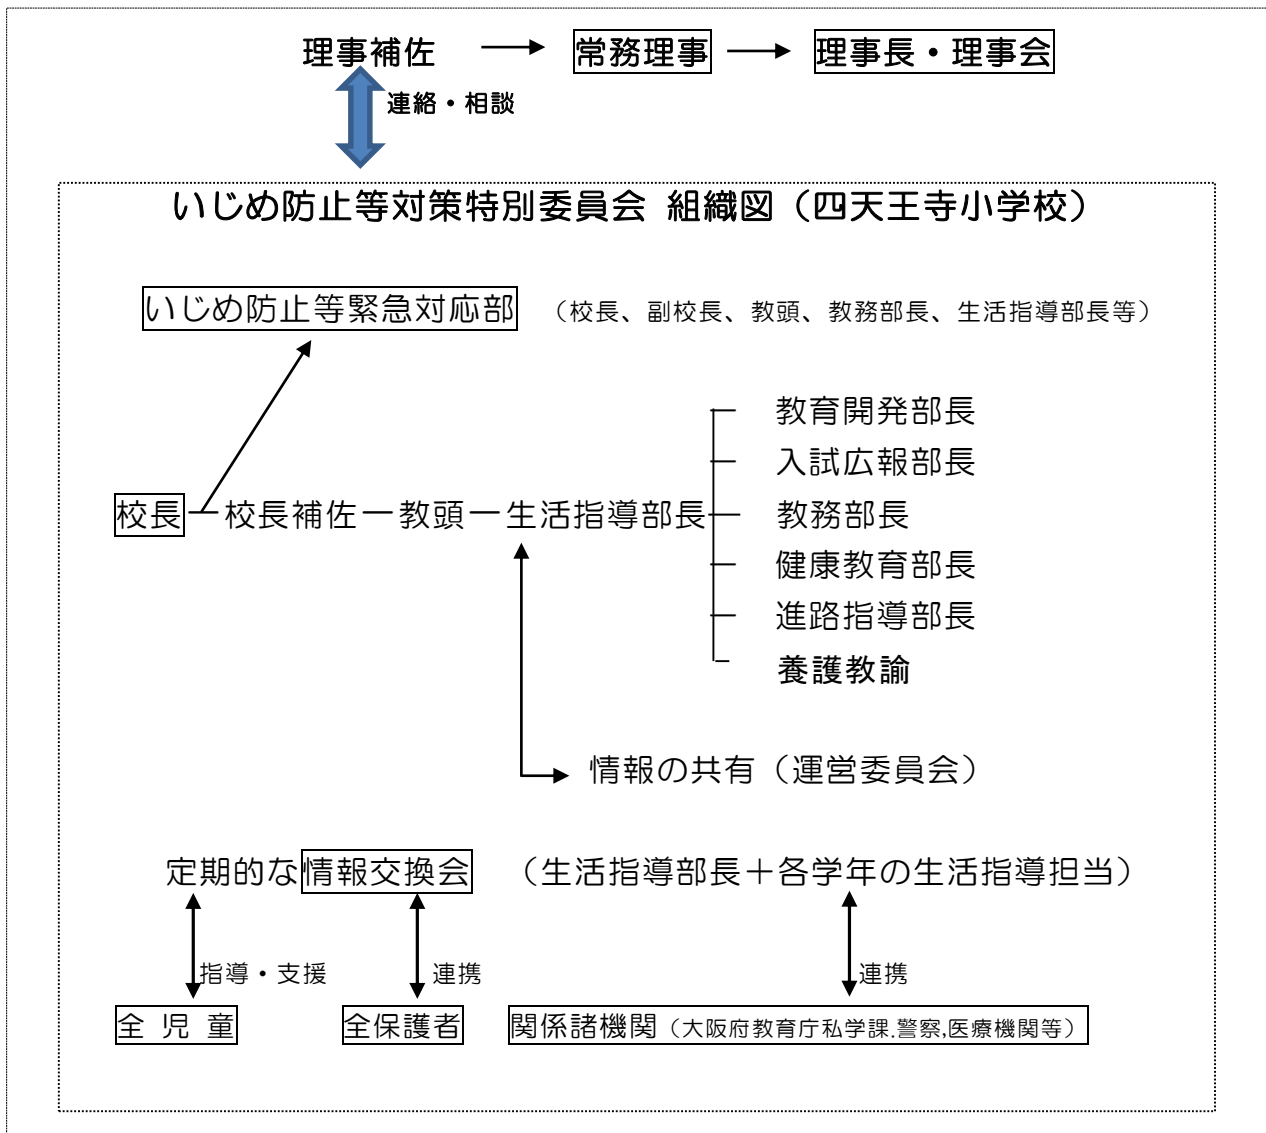 理事補佐 常務理事 理事長・理事会
連絡・相談
いじめ防止等対策特別委員会 組織図（四天王寺小学校）
いじめ防止等緊急対応部 （校長、副校長、教頭、教務部長、生活指導部長等）
教育開発部長
入試広報部長
校長 校長補佐 教頭 生活指導部長 教務部長
健康教育部長
進路指導部長
養護教諭
情報の共有（運営委員会）
定期的な情報交換会 （生活指導部長＋各学年の生活指導担当）
指導・支援 連携 連携
全 児 童 全保護者 関係諸機関（大阪府教育庁私学課.警察,医療機関等）